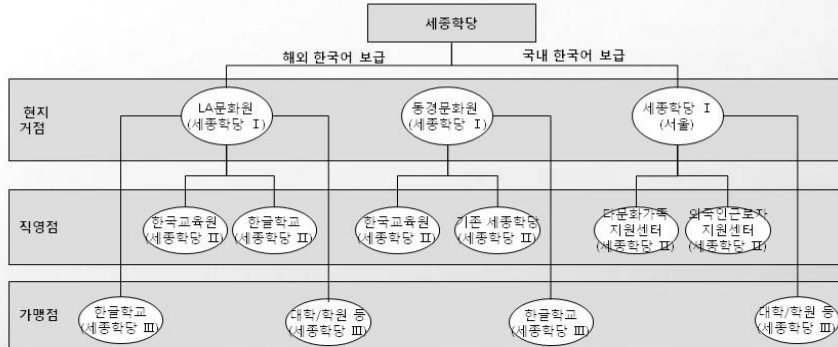 세종학당
해외 한국어 보급
국내 한국어 보급
현지
거점
LA문화원
(세종학당 Ⅰ)
동경문화원
(세종학당 Ⅰ)
세종학당 Ⅰ
(서울)
직영점
한국교육원
(세종학당 Ⅱ)
한글학교
(세종학당 Ⅱ)
한국교육원
(세종학당 Ⅱ)
기존 세종학당
(세종학당 Ⅱ)
다문화가족
지원센터
(세종학당 Ⅱ)
외국인근로자
지원센터
(세종학당 Ⅱ)
가맹점
한글학교
(세종학당 Ⅲ)
대학/학원 등
(세종학당 Ⅲ)
한글학교
(세종학당 Ⅲ)
대학/학원 등
(세종학당 Ⅲ)